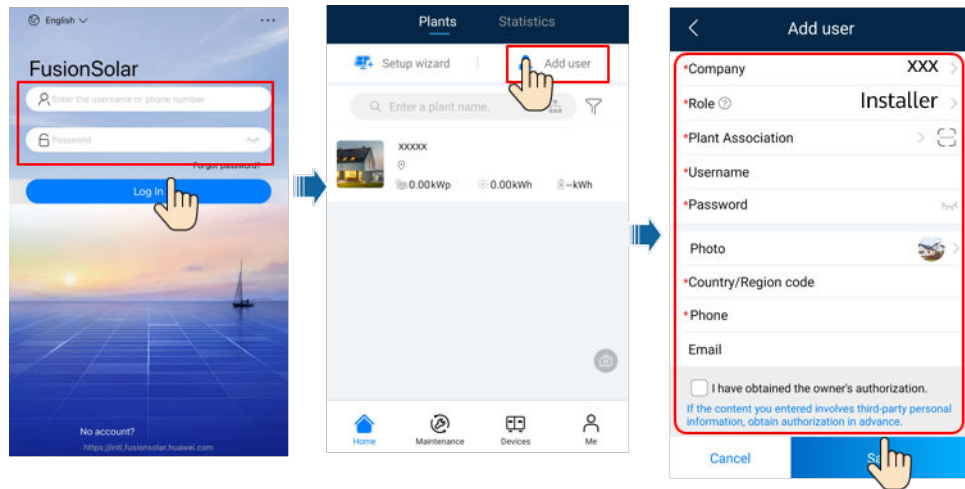 English
FusionSolar
Enter the username or phone number
Password
Forgot password?
Log In
No account?
https://intl.fusionsolar.huawei.com
Plants Statistics
Setup wizard Add user
Enter a plant name.
xxxxx
0.00kWp 0.00kWh --kWh
Home Maintenance Devices Me
Add user
*Company XXX
*Role Installer
*Plant Association
*Username
*Password
Photo
*Country/Region code
*Phone
Email
I have obtained the owner's authorization.
If the content you entered involves third-party personal
information, obtain authorization in advance.
Cancel